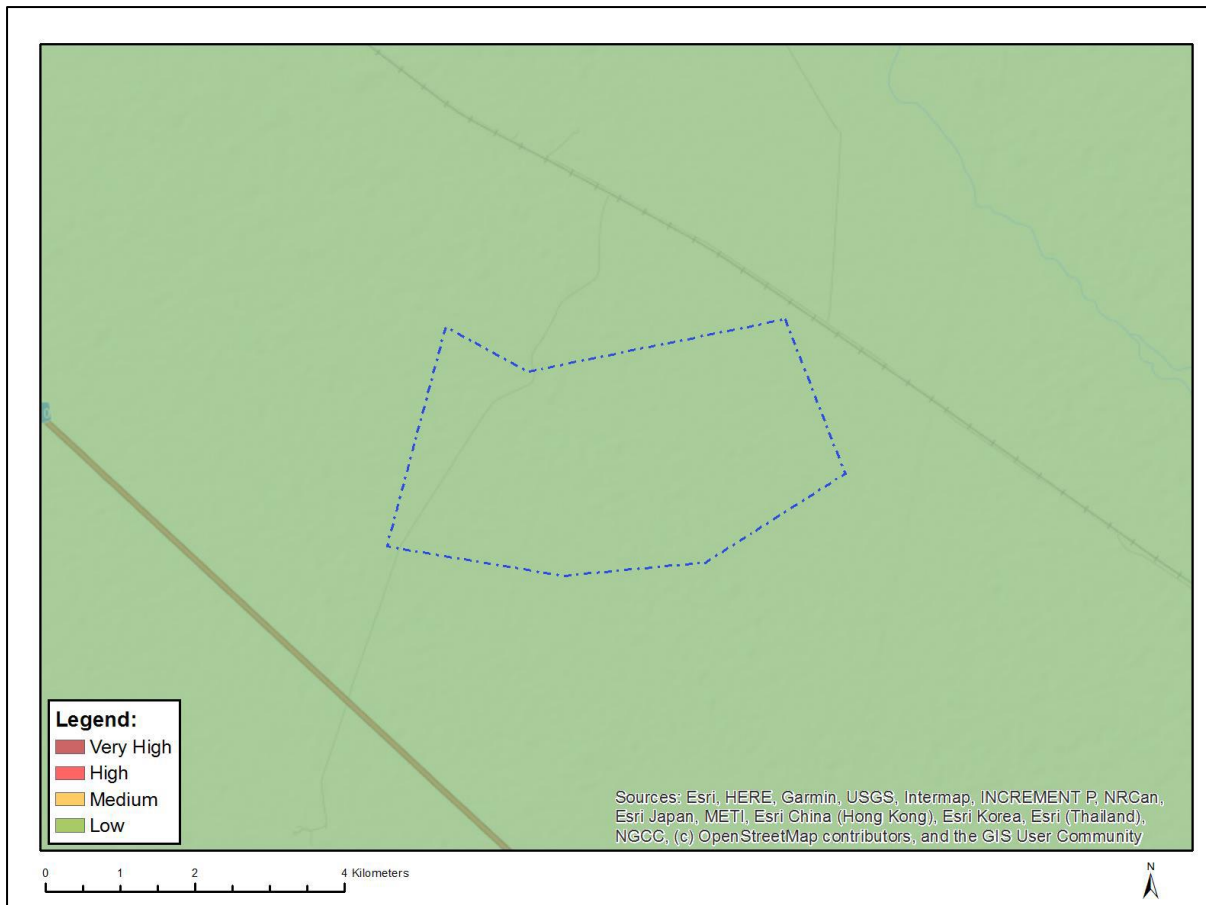 Legend:
Very High
High
Medium
Low
Sources: Esri, HERE, Garmin, USGS, Intermap, INCREMENT P, NRCan,
Esri Japan, METI, Esri China (Hong Kong), Esri Korea, Esri (Thailand),
NGCC, (c) OpenStreetMap contributors, and the GIS User Community
0 1 2 4 Kilometers
N